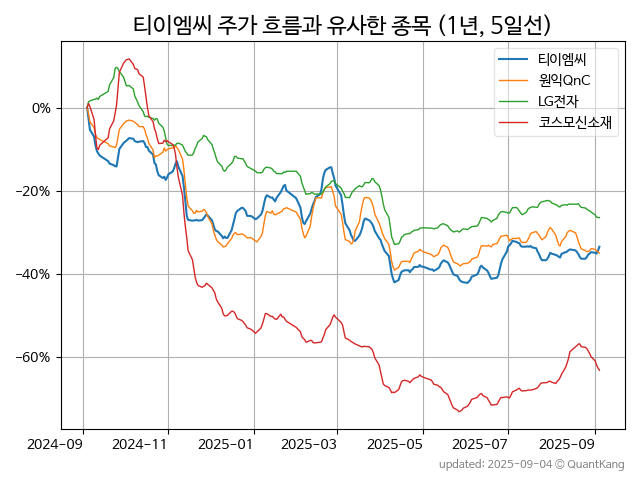 티이엠씨 주가 흐름과 유사한 종목 (1년, 5일선)
티이엠씨
원익QnC
LG전자
코스모신소재
0%
−20%
−40%
−60%
2024-09 2024-11 2025-01 2025-03 2025-05 2025-07 2025-09
updated: 2025-09-04 © QuantKang